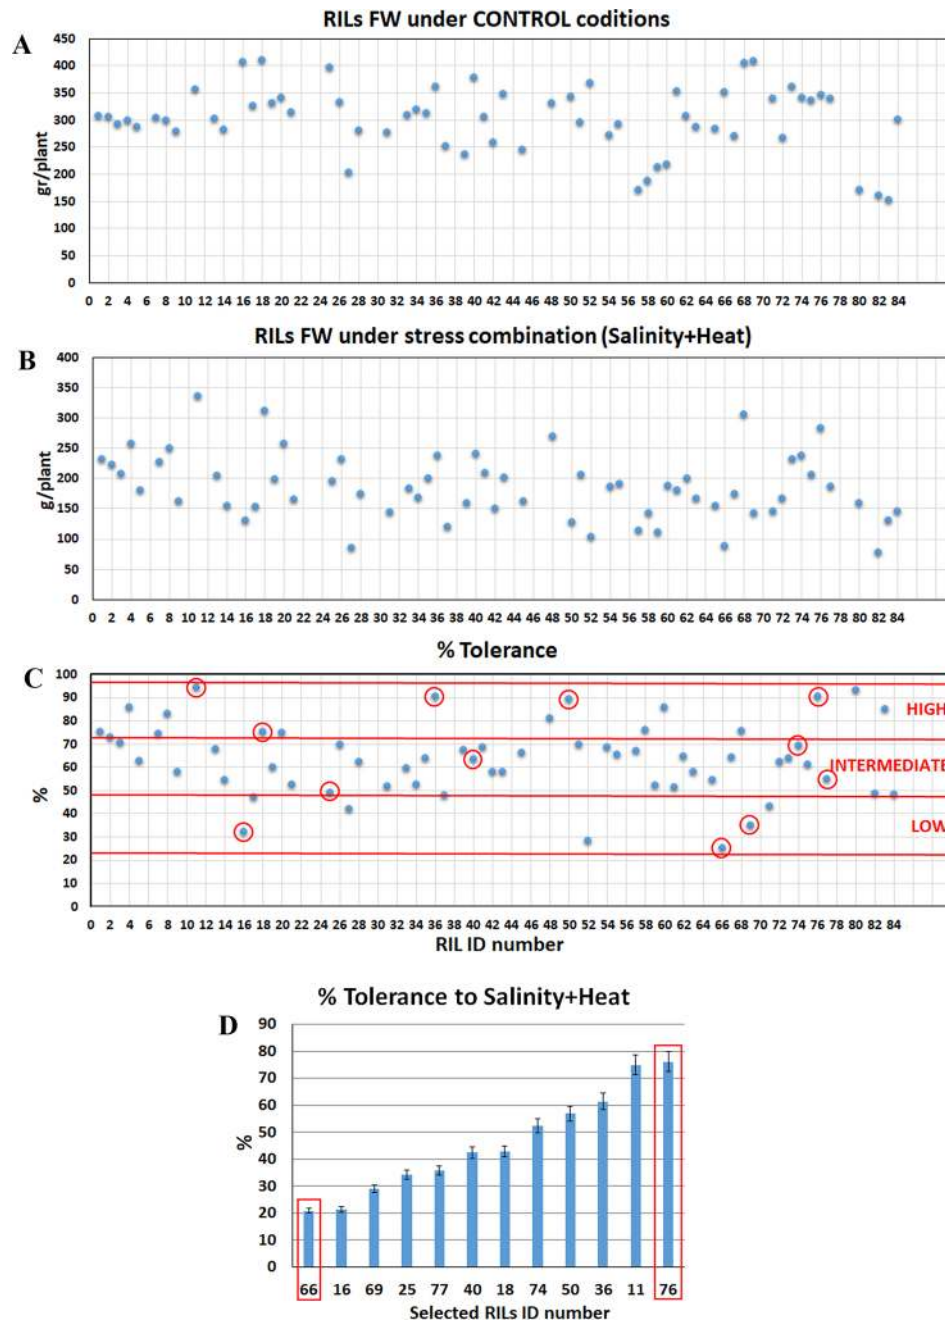 RILs FW under CONTROL coditions
A
450
400
350
300
250
200
150
100
50
0
gr/plant
0 2 4 6 8 10 12 14 16 18 20 22 24 26 28 30 32 34 36 38 40 42 44 46 48 50 52 54 56 58 60 62 64 66 68 70 72 74 76 78 80 82 84
RILs FW under stress combination (Salinity+Heat)
B
400
350
300
250
200
150
100
50
0
g/plant
0 2 4 6 8 10 12 14 16 18 20 22 24 26 28 30 32 34 36 38 40 42 44 46 48 50 52 54 56 58 60 62 64 66 68 70 72 74 76 78 80 82 84
% Tolerance
C
100
90
80
70
60
50
40
30
20
10
0
%
HIGH
INTERMEDIATE
LOW
0 2 4 6 8 10 12 14 16 18 20 22 24 26 28 30 32 34 36 38 40 42 44 46 48 50 52 54 56 58 60 62 64 66 68 70 72 74 76 78 80 82 84
RIL ID number
% Tolerance to Salinity+Heat
D
90
80
70
60
50
40
30
20
10
0
%
66 16 69 25 77 40 18 74 50 36 11 76
Selected RILs ID number